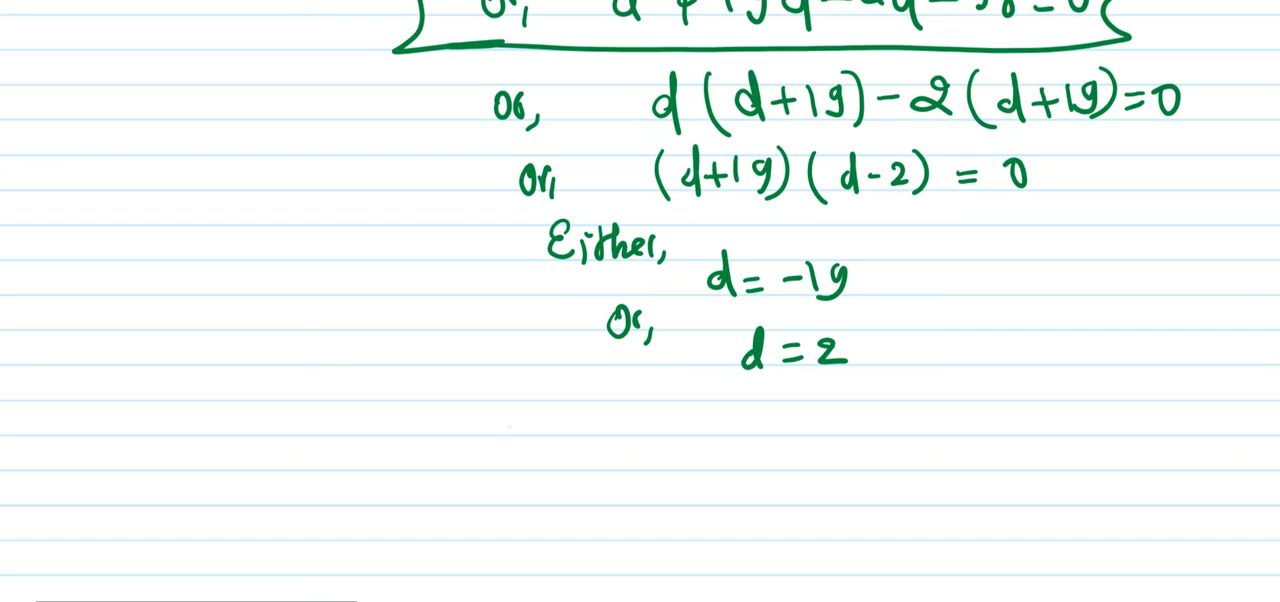 or, d(d+19)-2(d+19)=0
or, (d+19)(d-2) = 0
Either, d= -19
Or, d = 2